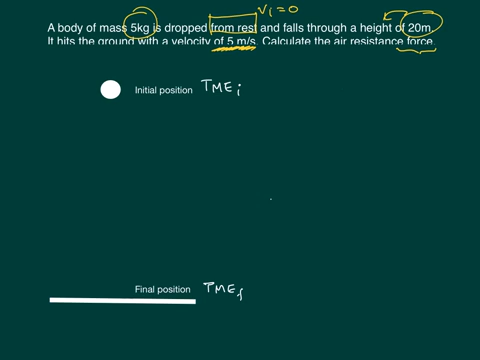 v i = 0
A body of mass 5kg is dropped from rest and falls through a height of 20m.
It hits the ground with a velocity of 5 m/s. Calculate the air resistance force.
Initial position TME i
Final position TME f